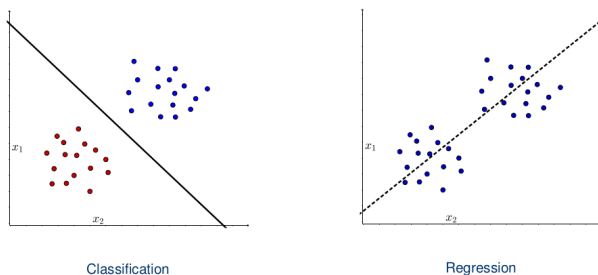 x₁
x₂
Classification
x₁
x₂
Regression